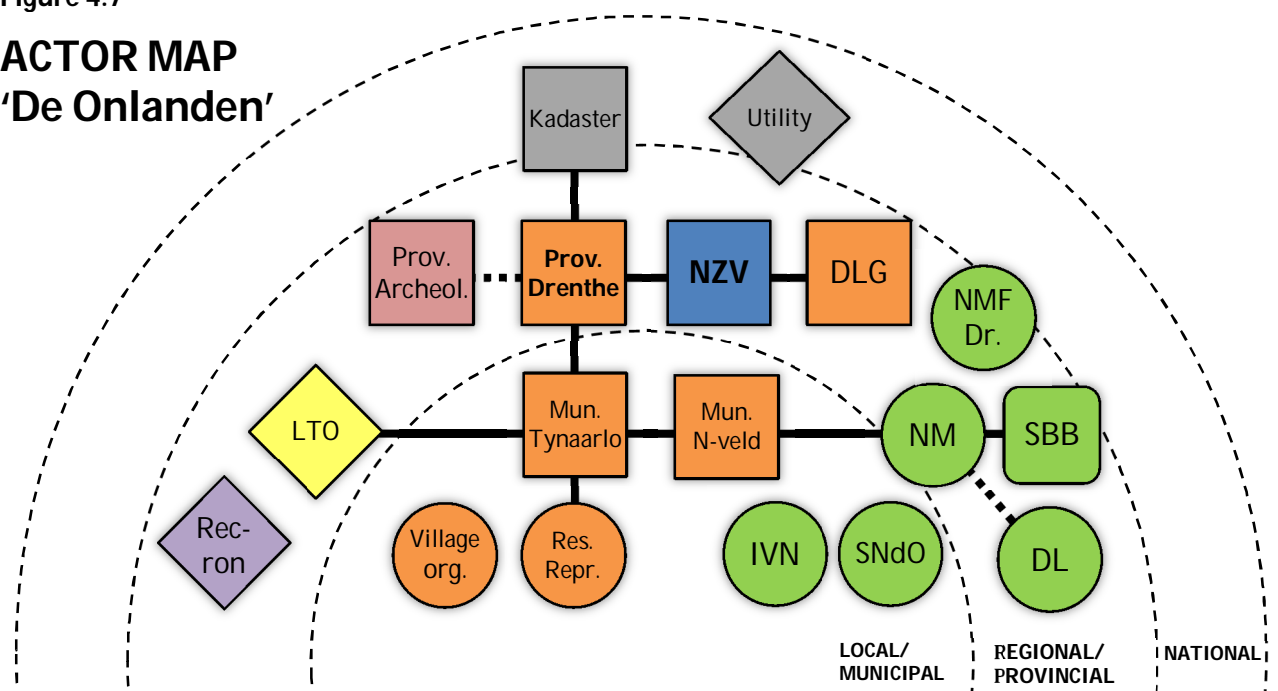 Figure 4.7
ACTOR MAP
‘De Onlanden’
Kadaster
Utility
Prov.
Archeol.
Prov.
Drenthe
NZV
DLG
NMF
Dr.
LTO
Mun.
Tynaarlo
Mun.
N-veld
NM
SBB
Rec-
ron
Village
org.
Res.
Repr.
IVN
SNdO
DL
LOCAL/
MUNICIPAL
REGIONAL/
PROVINCIAL
NATIONAL